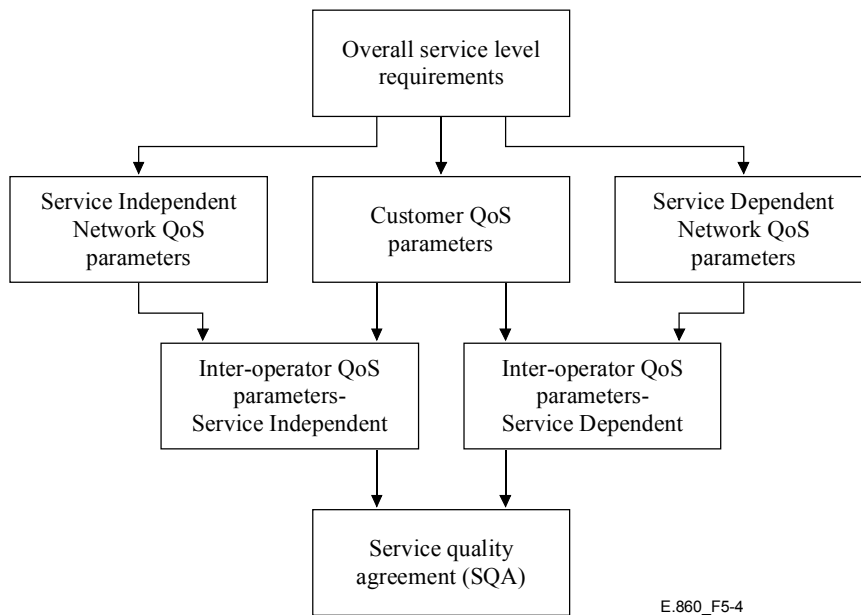 Overall service level
requirements
Service Independent
Network QoS
parameters
Customer QoS
parameters
Service Dependent
Network QoS
parameters
Inter-operator QoS
parameters-
Service Independent
Inter-operator QoS
parameters-
Service Dependent
Service quality
agreement (SQA)
E.860_F5-4